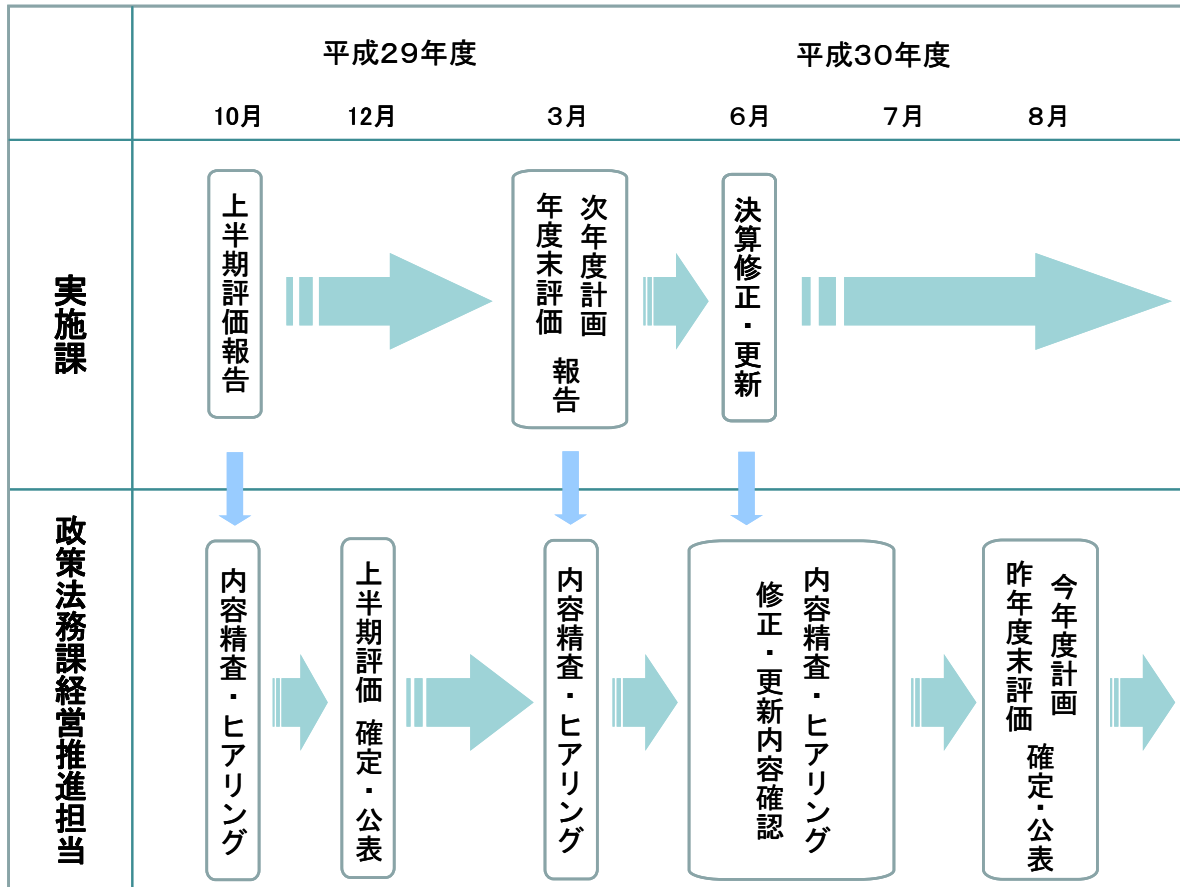 平成29年度
平成30年度
10月
12月
3月
6月
7月
8月
実施課
上半期評価報告
次年度計画
年度末評価
報告
決算修正・更新
政策法務課経営推進担当
内容精査・ヒアリング
上半期評価 確定・公表
内容精査・ヒアリング
内容精査・ヒアリング
修正・更新内容確認
今年度計画
昨年度末評価
確定・公表